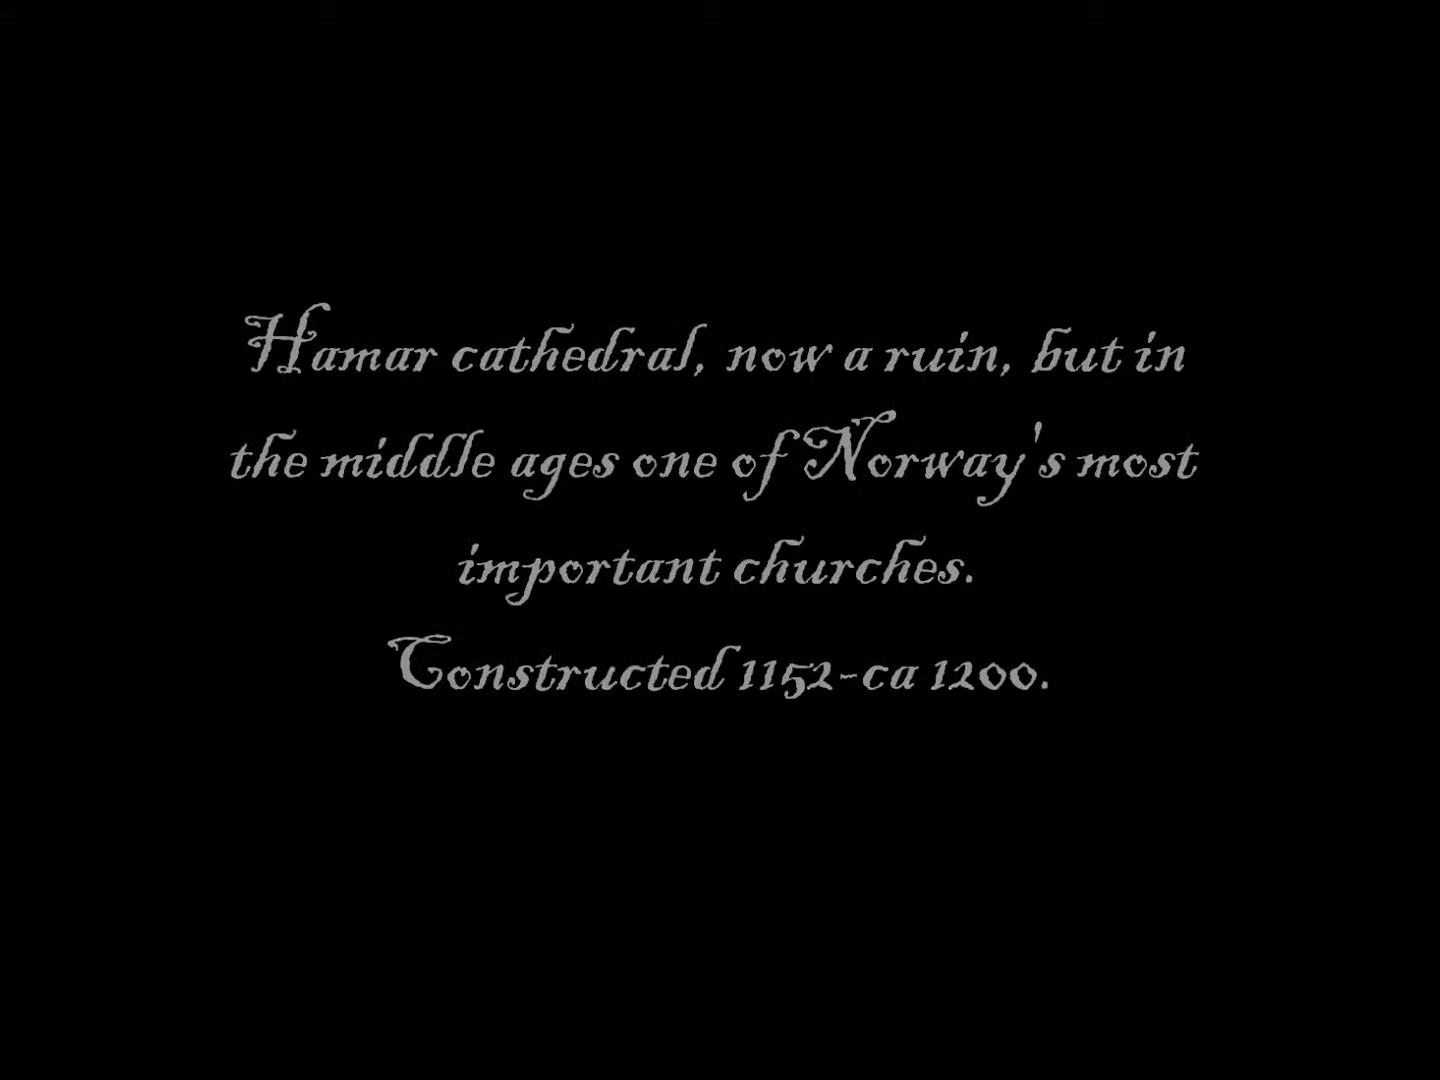 Hamar cathedral, now a ruin, but in
the middle ages one of Norway's most
important churches.
Constructed 1152-ca 1200.